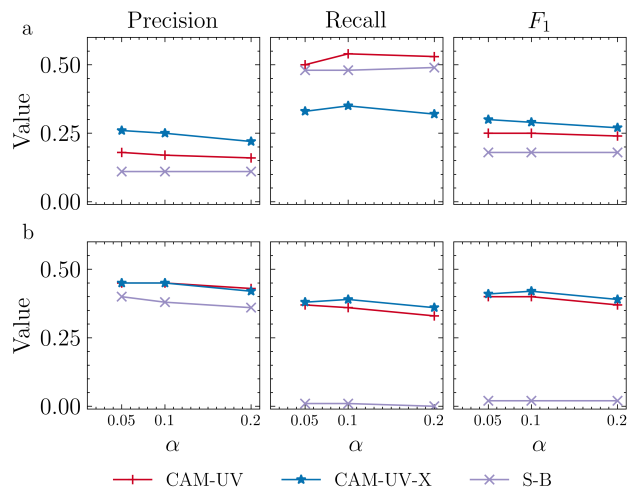 a
Precision Recall F₁
0.50
Value
0.25
0.00
b
0.50
Value
0.25
0.00
0.05 0.1 0.2 0.05 0.1 0.2 0.05 0.1 0.2
α α α
CAM-UV CAM-UV-X S-B